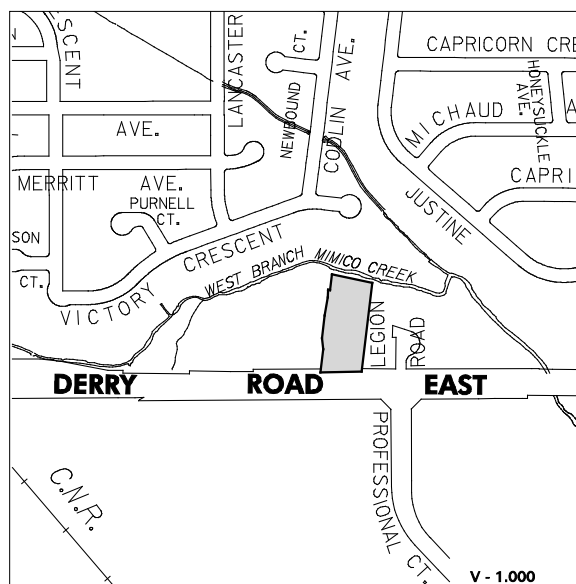 SCENT
LANCASTER
CT.
NEWBOUND
CODLIN AVE.
CAPRICORN CRE
HONEYSUCKLE
AVE.
MICHAUD
A
AVE.
MERRITT AVE.
PURNELL
CT.
CAPRI
JUSTINE
SON
CT.
VICTORY CRESCENT
WEST BRANCH MIMICO CREEK
LEGION
ROAD
DERRY ROAD EAST
PROFESSIONAL CT.
C.N.R.
V - 1.000